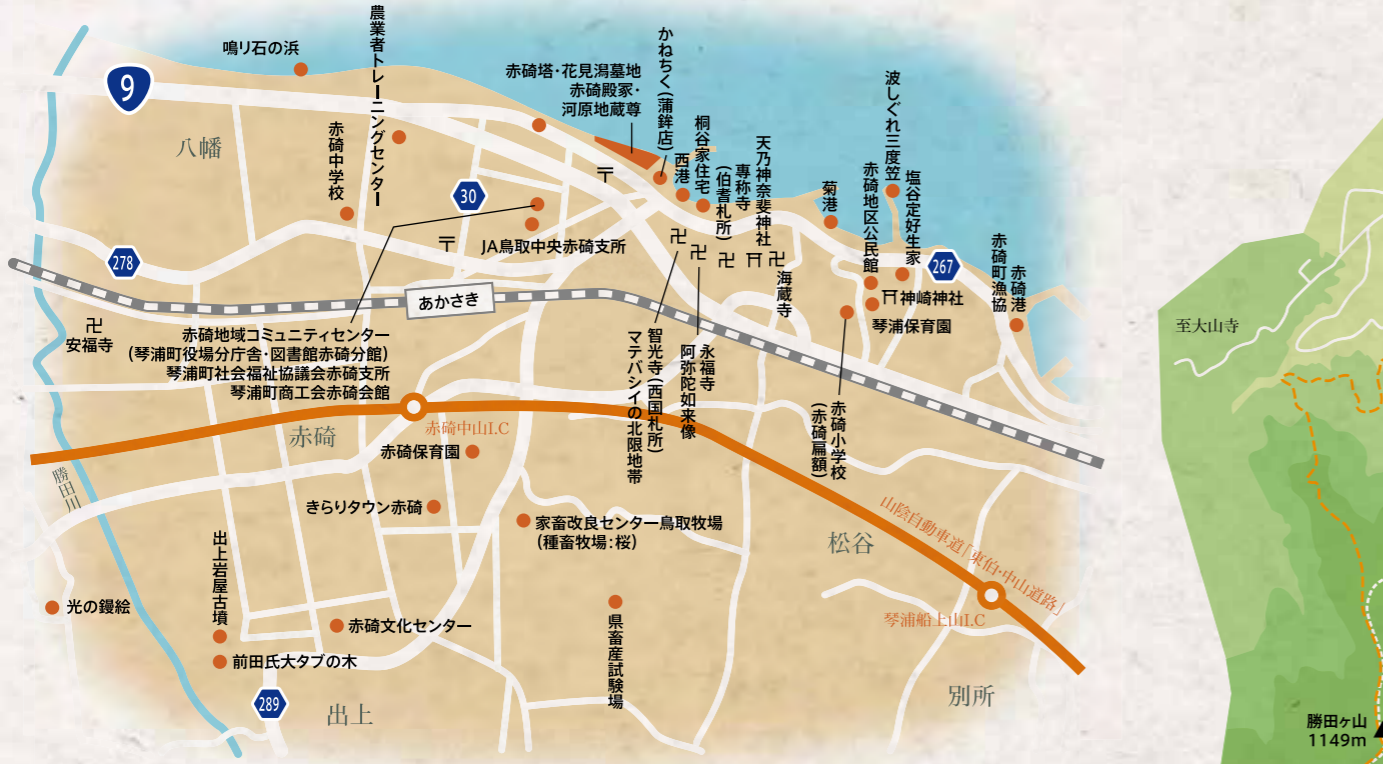 鳴り石の浜
農業者トレーニングセンター
9
八幡
赤碕中学校
30
赤碕塔・花見潟墓地
赤碕殿家・
河原地蔵尊
かねちく(蒲鉾店)
西港
桐谷家住宅
専称寺
(伯耆札所)
天乃神奈斐神社
海蔵寺
菊港
波しぐれ三度笠
赤碕地区公民館
塩谷定好生家
267
神崎神社
琴浦保育園
赤碕町漁協
赤碕港
〒
〒
JA鳥取中央赤碕支所
278
あかさき
安福寺
赤碕地域コミュニティセンター
(琴浦町役場分庁舎・図書館赤碕分館)
琴浦町社会福祉協議会赤碕支所
琴浦町商工会赤碕会館
智光寺(西国札所)
マテバシイの北限地帯
永福寺
阿弥陀如来像
赤碕小学校
(赤碕扁額)
赤碕
赤碕中山I.C
赤碕保育園
勝田川
きらりタウン赤碕
家畜改良センター鳥取牧場
(種畜牧場:桜)
松谷
山陰自動車道「東伯・中山道路」
琴浦船上山I.C
出上岩屋古墳
光の鏝絵
赤碕文化センター
前田氏大タブの木
県畜産試験場
289
出上
別所
至大山寺
勝田ヶ山
1149m